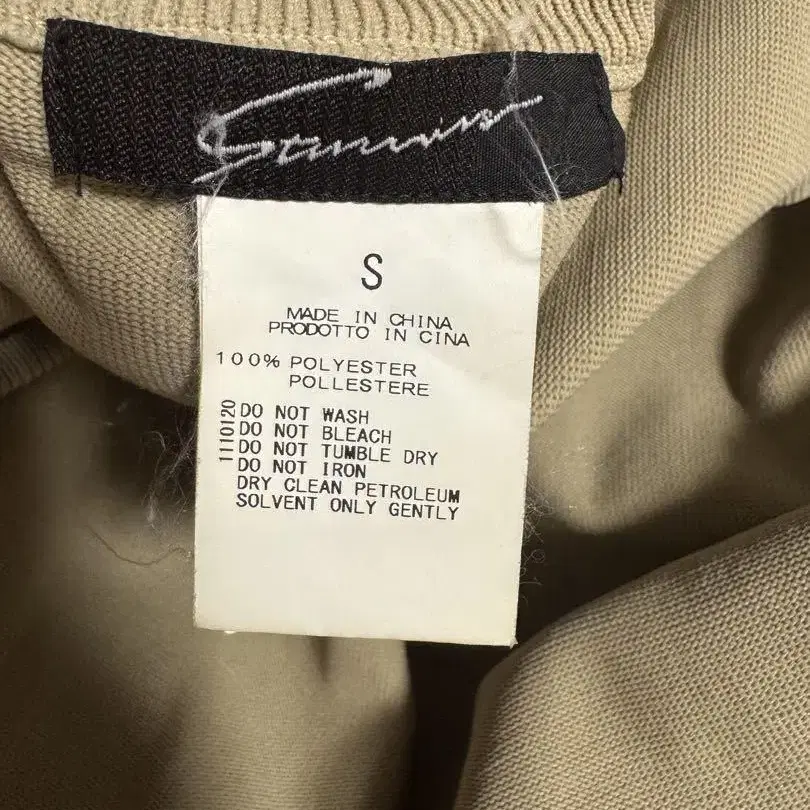 S
MADE IN CHINA
PRODOTTO IN CINA
100% POLYESTER
POLLESTERE
11110120
DO NOT WASH
DO NOT BLEACH
DO NOT TUMBLE DRY
DO NOT IRON
DRY CLEAN PETROLEUM
SOLVENT ONLY GENTLY